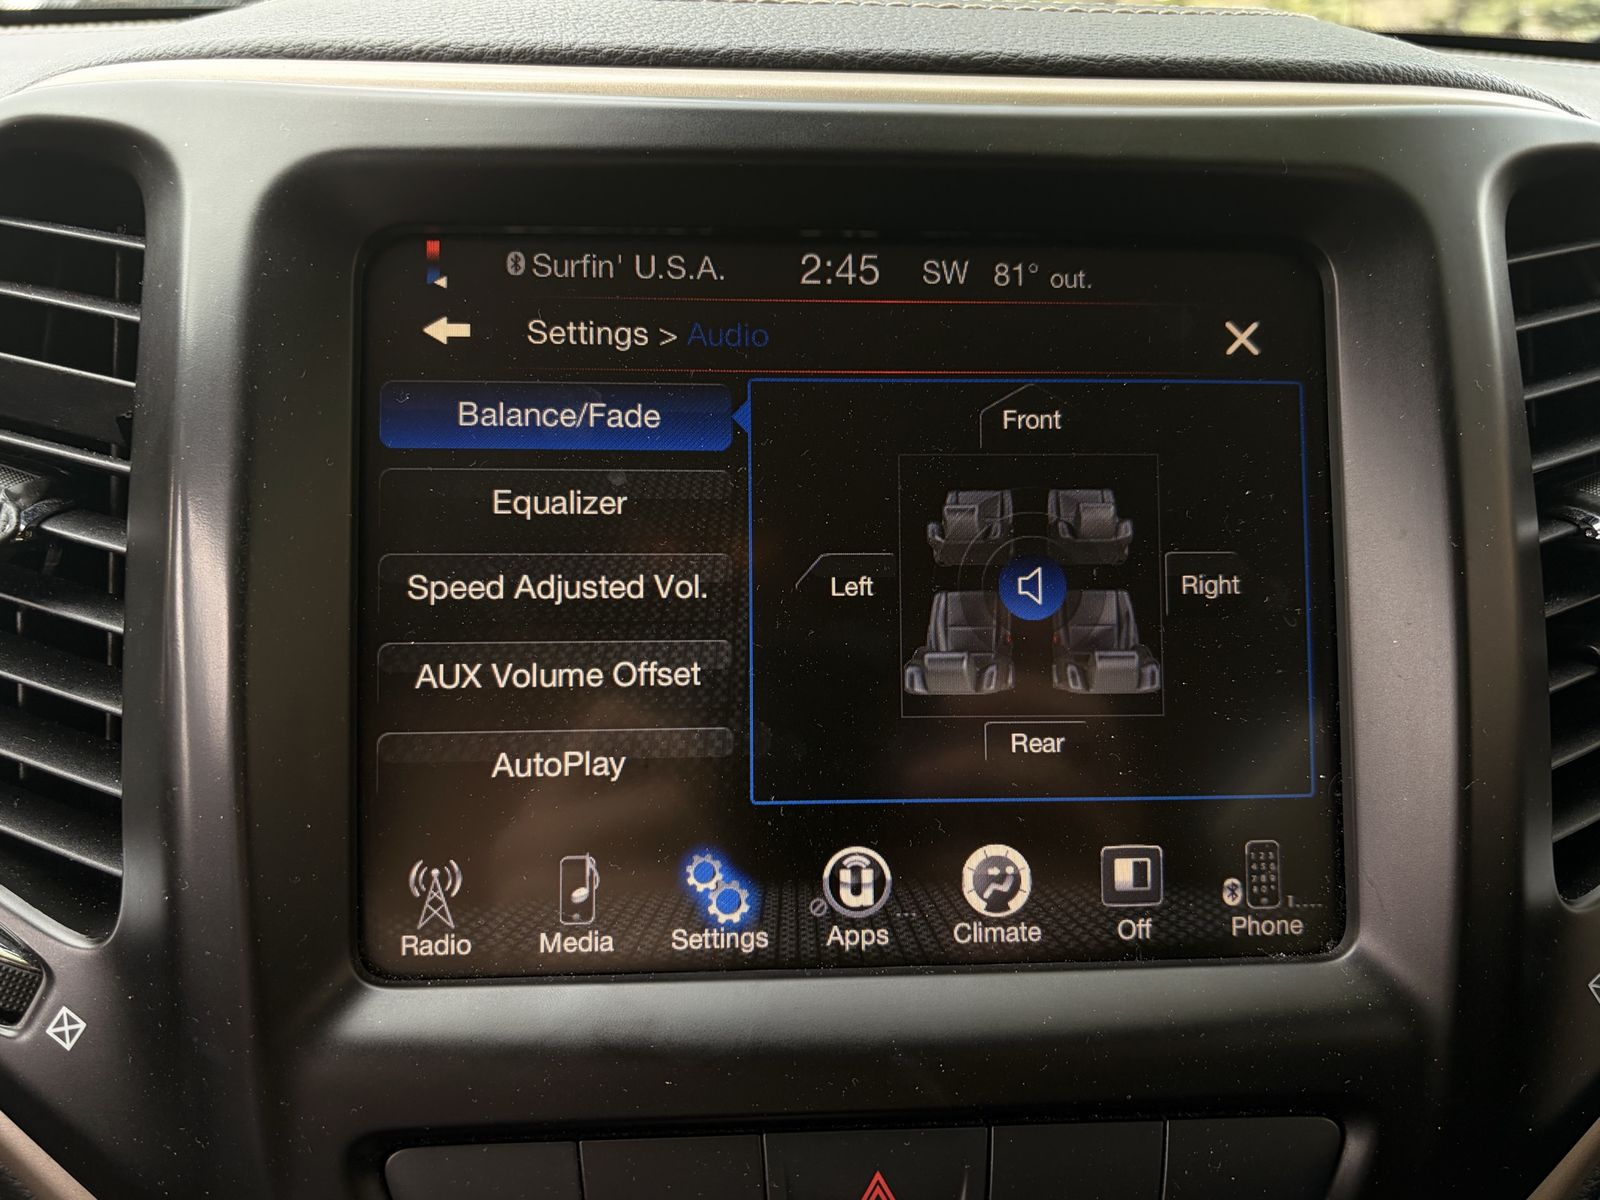 Surfin' U.S.A. 2:45 SW 81° out.
Settings > Audio
Balance/Fade
Equalizer
Speed Adjusted Vol.
AUX Volume Offset
AutoPlay
Front
Left
Right
Rear
Radio Media Settings Apps Climate Off Phone